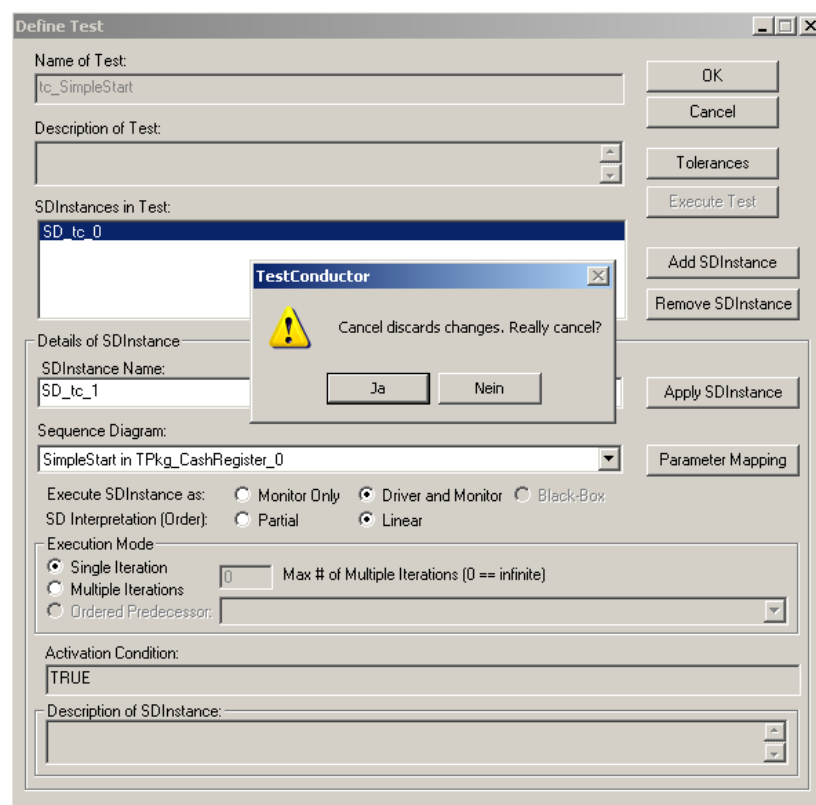 Define Test
Name of Test:
tc_SimpleStart
OK
Cancel
Description of Test:
Tolerances
SDInstances in Test:
Execute Test
SD_tc_0
Add SDInstance
TestConductor
Remove SDInstance
Cancel discards changes. Really cancel?
Ja Nein
Details of SDInstance
SDInstance Name:
SD_tc_1
Apply SDInstance
Sequence Diagram:
SimpleStart in TPkg_CashRegister_0
Parameter Mapping
Execute SDInstance as: Monitor Only Driver and Monitor Black-Box
SD Interpretation (Order): Partial Linear
Execution Mode
Single Iteration
0 Max # of Multiple Iterations (0 == infinite)
Multiple Iterations
Ordered Predecessor:
Activation Condition:
TRUE
Description of SDInstance: